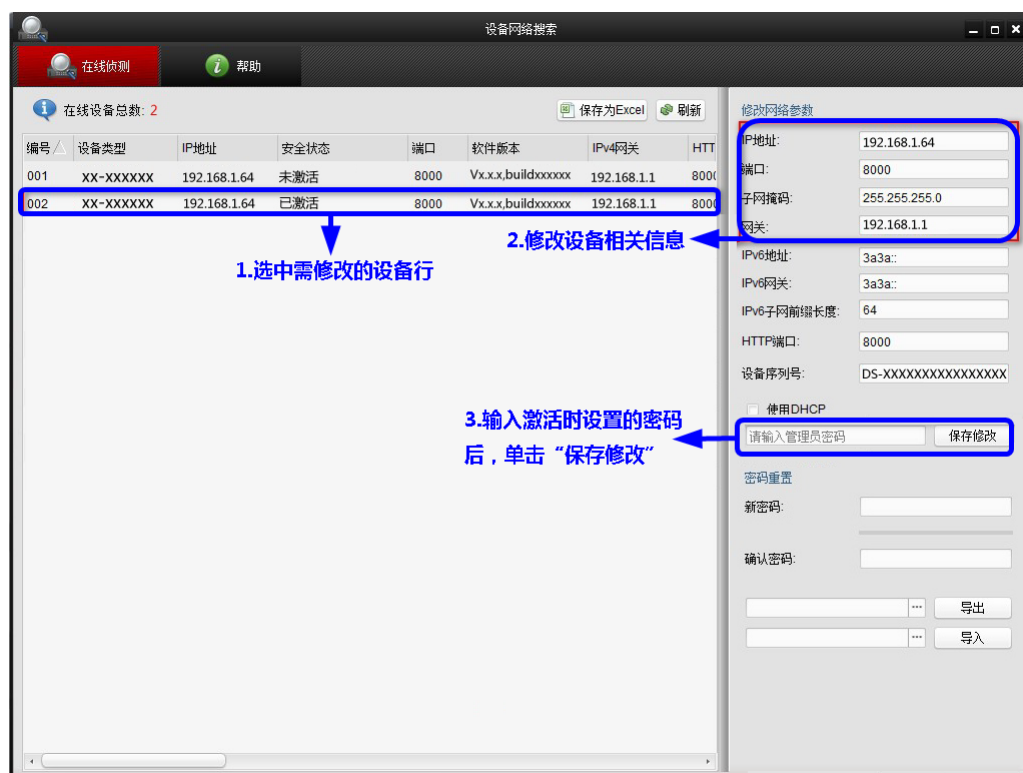 设备网络搜索
在线侦测 帮助
在线设备总数: 2 保存为Excel 刷新
编号 设备类型 IP地址 安全状态 端口 软件版本 IPv4网关 HTT
001 XX-XXXXXX 192.168.1.64 未激活 8000 Vx.x.x,buildxxxxxx 192.168.1.1 8000
002 XX-XXXXXX 192.168.1.64 已激活 8000 Vx.x.x,buildxxxxxx 192.168.1.1 8000
1.选中需修改的设备行
2.修改设备相关信息
3.输入激活时设置的密码
后，单击“保存修改”
修改网络参数
IP地址: 192.168.1.64
端口: 8000
子网掩码: 255.255.255.0
网关: 192.168.1.1
IPv6地址: 3a3a::
IPv6网关: 3a3a::
IPv6子网前缀长度: 64
HTTP端口: 8000
设备序列号: DS-XXXXXXXXXXXXXXXX
使用DHCP
请输入管理员密码 保存修改
密码重置
新密码:
确认密码:
··· 导出
··· 导入